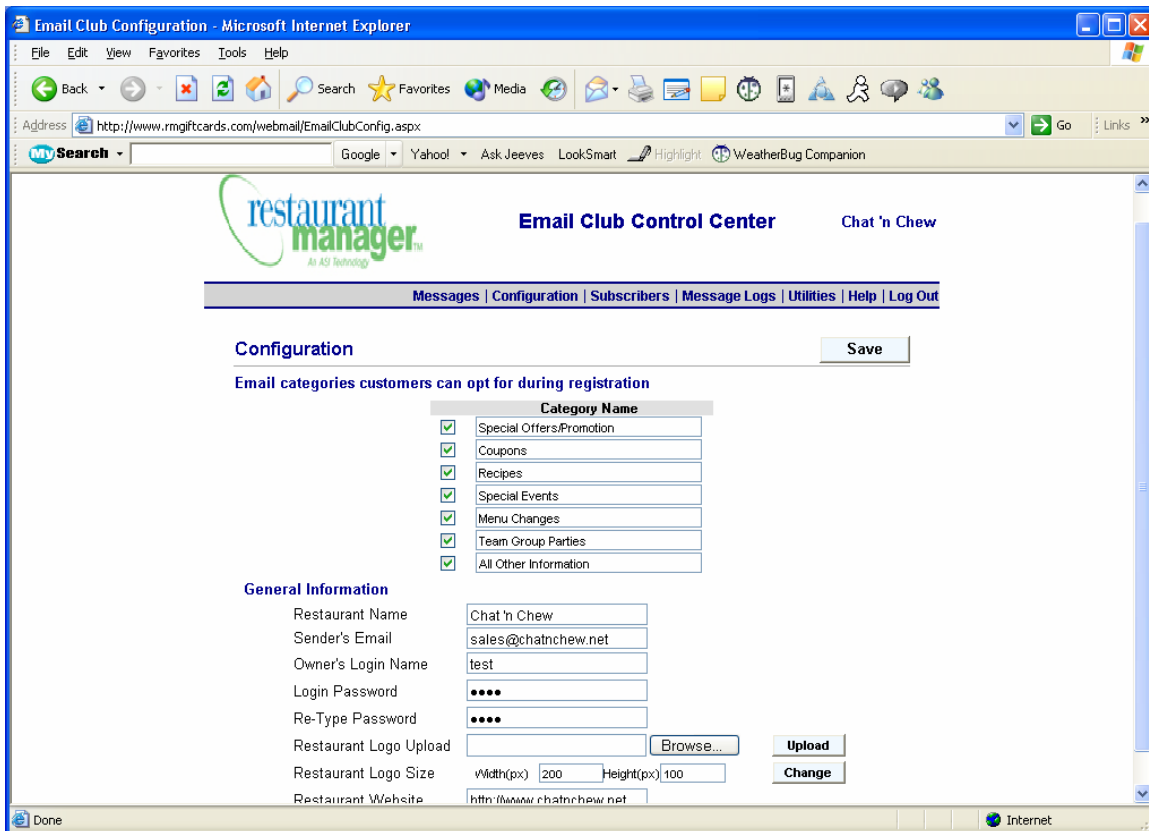 Email Club Configuration - Microsoft Internet Explorer
File Edit View Favorites Tools Help
Back Search Favorites Media
Address http://www.rmgiftcards.com/webmail/EmailClubConfig.aspx Go Links »
My Search Google Yahoo! Ask Jeeves LookSmart Highlight WeatherBug Companion
restaurant
manager™
An ASI Technology
Email Club Control Center Chat 'n Chew
Messages | Configuration | Subscribers | Message Logs | Utilities | Help | Log Out
Configuration Save
Email categories customers can opt for during registration
Category Name
Special Offers/Promotion
Coupons
Recipes
Special Events
Menu Changes
Team Group Parties
All Other Information
General Information
Restaurant Name Chat 'n Chew
Sender's Email sales@chatnchew.net
Owner's Login Name test
Login Password ••••
Re-Type Password ••••
Restaurant Logo Upload Browse... Upload
Restaurant Logo Size Width(px) 200 Height(px) 100 Change
Restaurant Website http://www.chatnchew.net
Done Internet